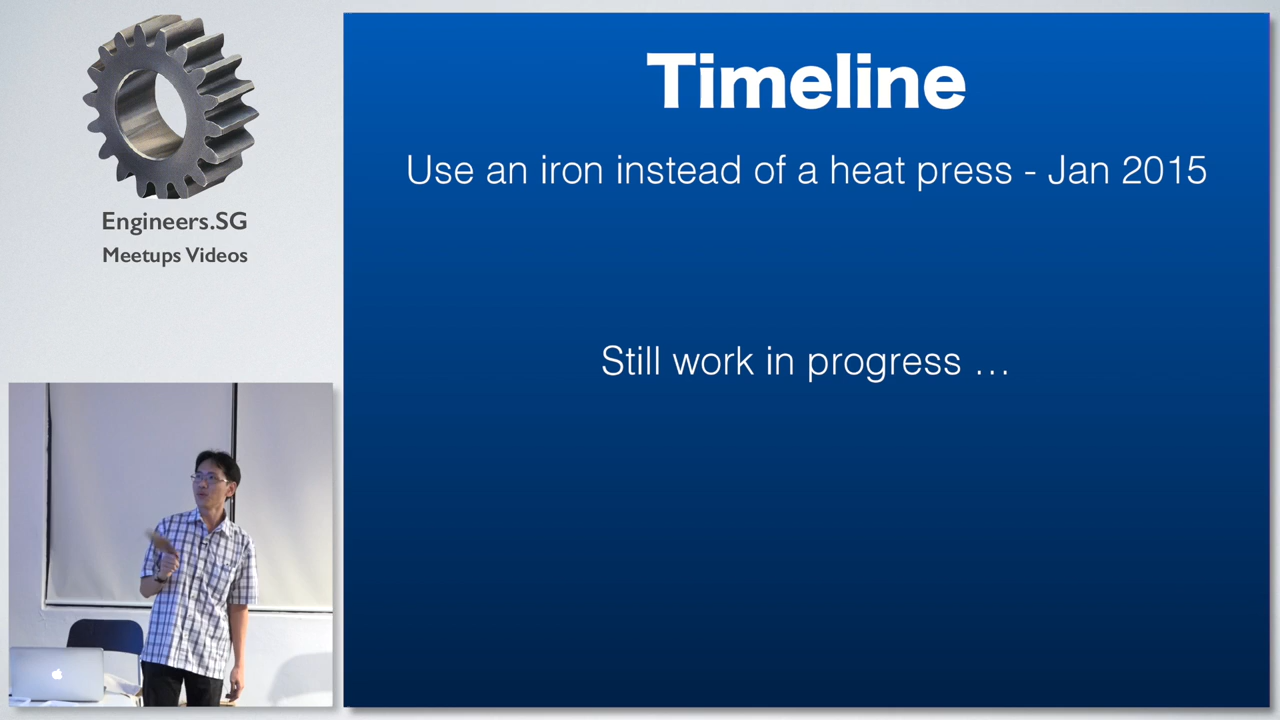 Engineers.SG
Meetups Videos
Timeline
Use an iron instead of a heat press - Jan 2015
Still work in progress ...